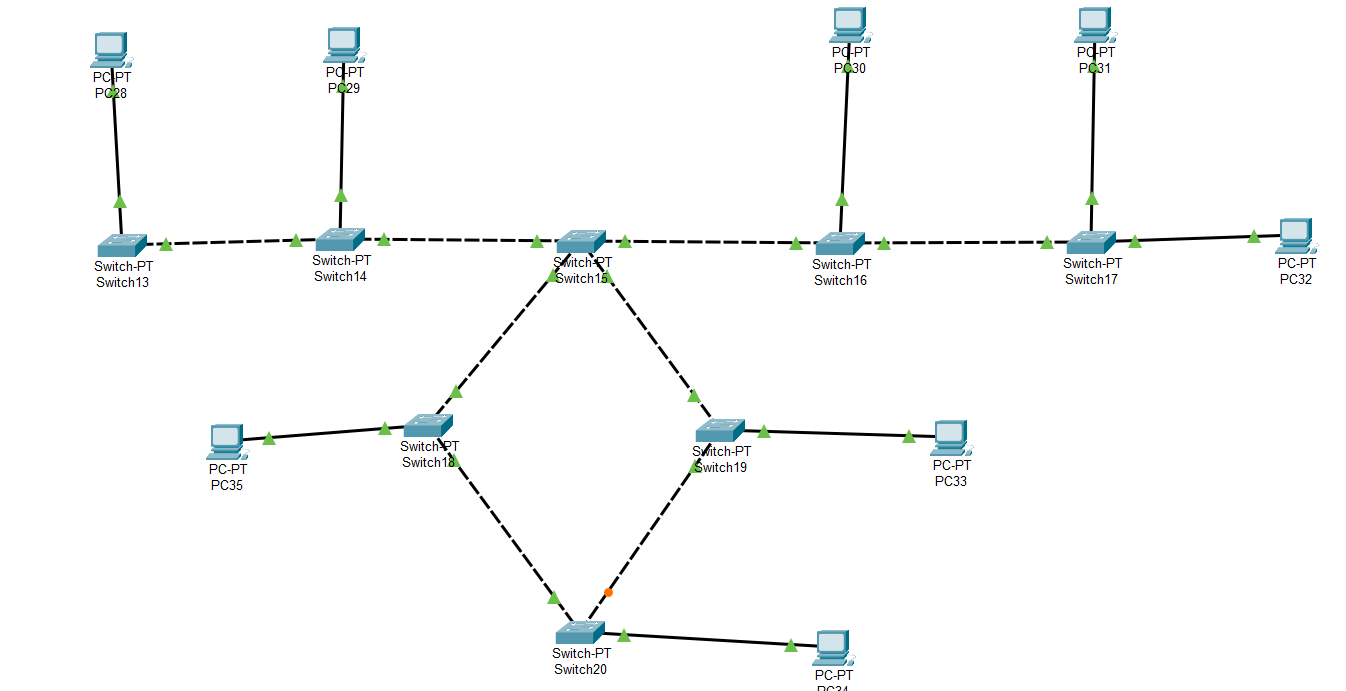 PC-PT
PC28
PC-PT
PC29
PC-PT
PC30
PC-PT
PC31
Switch-PT
Switch13
Switch-PT
Switch14
Switch-PT
Switch15
Switch-PT
Switch16
Switch-PT
Switch17
PC-PT
PC32
PC-PT
PC35
Switch-PT
Switch18
Switch-PT
Switch19
PC-PT
PC33
Switch-PT
Switch20
PC-PT
PC34